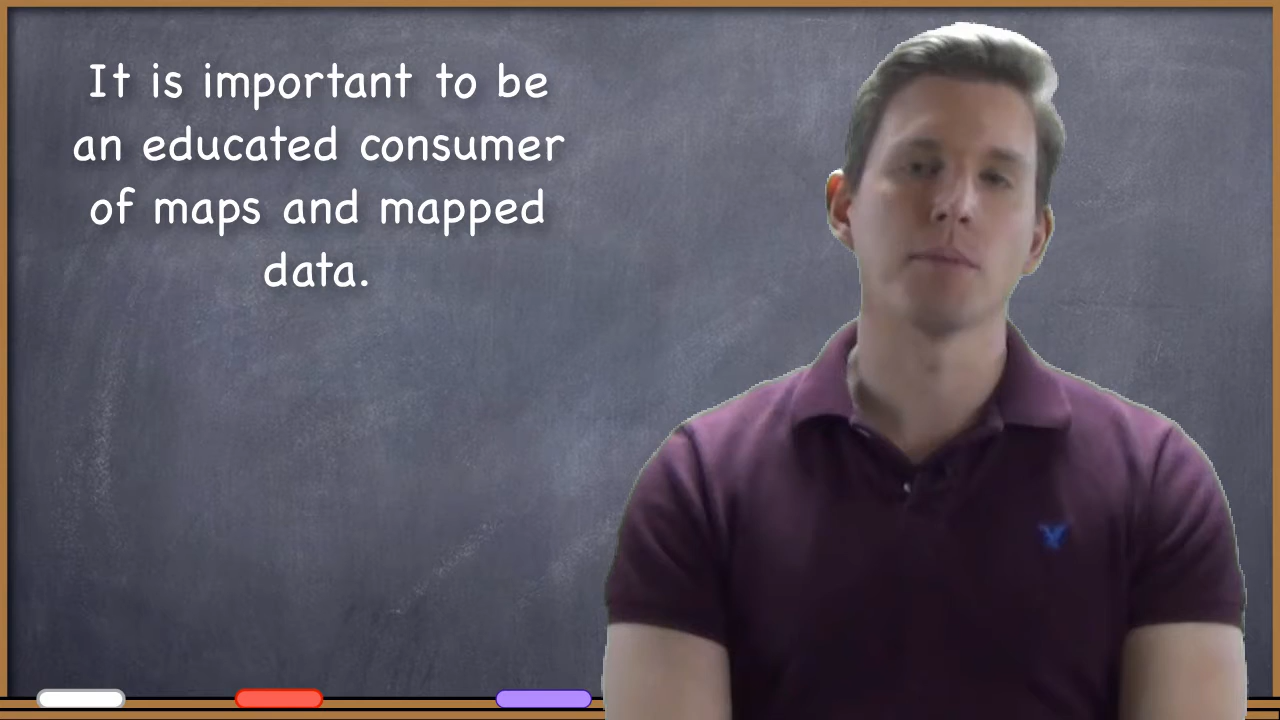 It is important to be
an educated consumer
of maps and mapped
data.